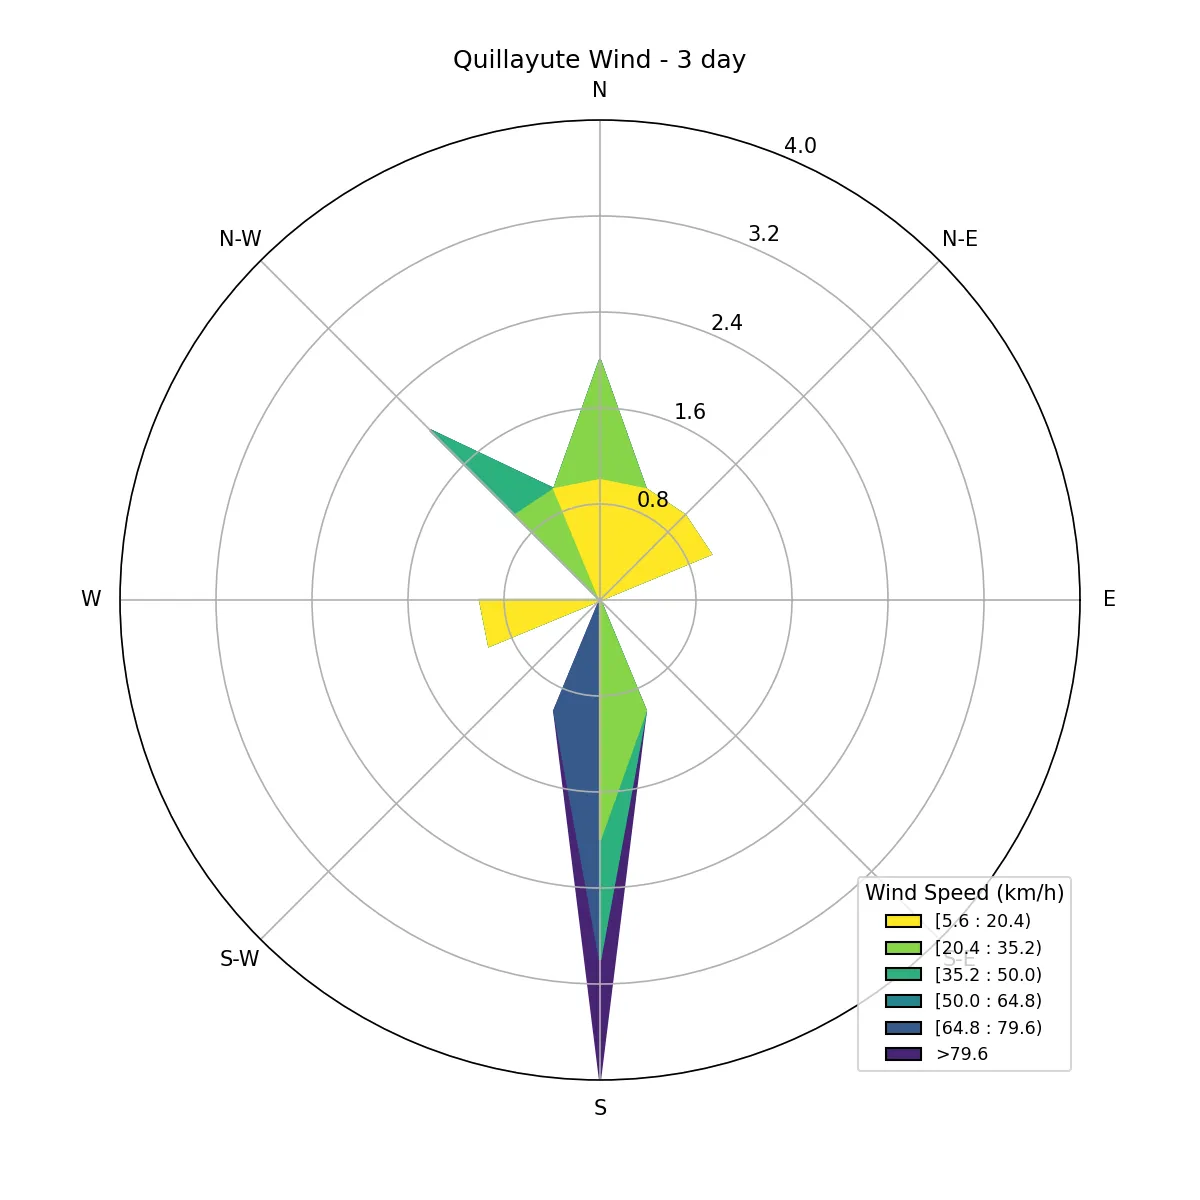 Quillayute Wind - 3 day
N
4.0
3.2
N-W
N-E
2.4
1.6
0.8
W
E
Wind Speed (km/h)
[5.6 : 20.4)
[20.4 : 35.2)
S-W
S-E
[35.2 : 50.0)
[50.0 : 64.8)
[64.8 : 79.6)
>79.6
S